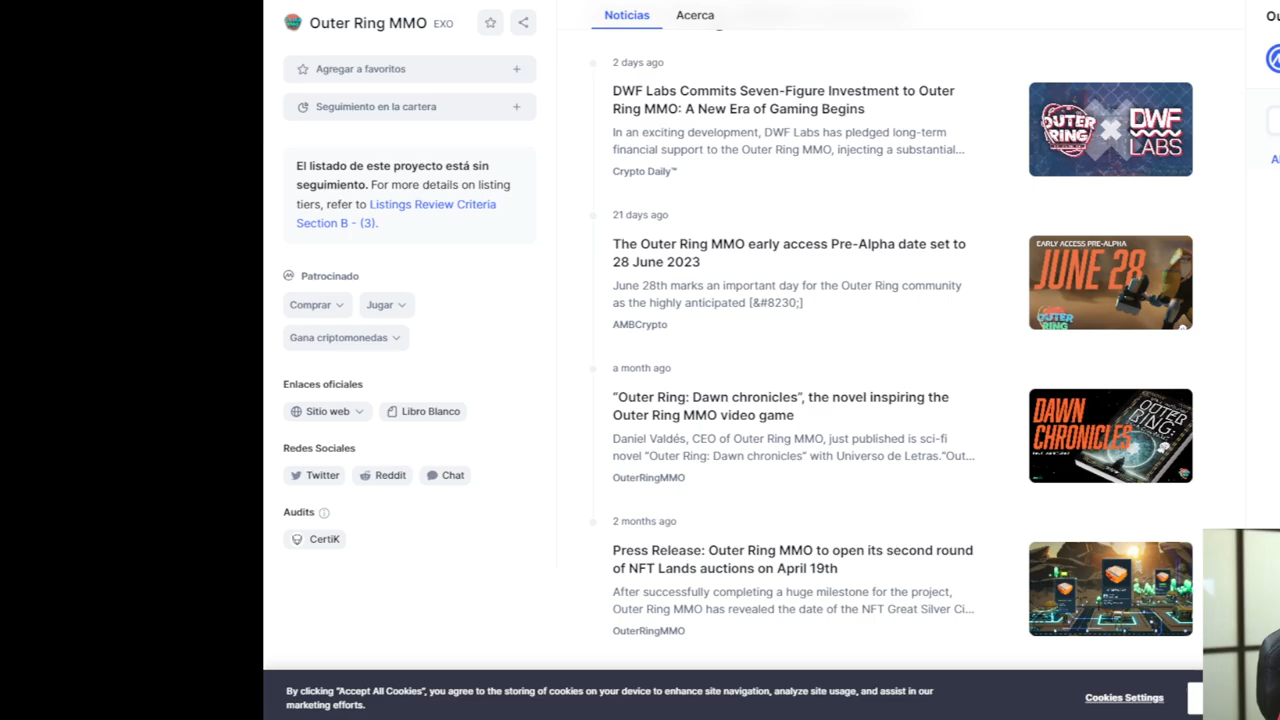 Outer Ring MMO EXO
Agregar a favoritos
Seguimiento en la cartera
El listado de este proyecto está sin
seguimiento. For more details on listing
tiers, refer to Listings Review Criteria
Section B - (3).
Patrocinado
Comprar
Jugar
Gana criptomonedas
Enlaces oficiales
Sitio web
Libro Blanco
Redes Sociales
Twitter
Reddit
Chat
Audits
CertiK
Noticias
Acerca
2 days ago
DWF Labs Commits Seven-Figure Investment to Outer
Ring MMO: A New Era of Gaming Begins
In an exciting development, DWF Labs has pledged long-term
financial support to the Outer Ring MMO, injecting a substantial...
Crypto Daily™
OUTER
RING
DWF
LABS
21 days ago
The Outer Ring MMO early access Pre-Alpha date set to
28 June 2023
June 28th marks an important day for the Outer Ring community
as the highly anticipated [&#8230;]
AMBCrypto
EARLY ACCESS PRE-ALPHA
JUNE 28
OUTER
RING
a month ago
“Outer Ring: Dawn chronicles”, the novel inspiring the
Outer Ring MMO video game
Daniel Valdés, CEO of Outer Ring MMO, just published is sci-fi
novel “Outer Ring: Dawn chronicles” with Universo de Letras.“Out...
OuterRingMMO
DAWN
CHRONICLES
OUTER
RING:
2 months ago
Press Release: Outer Ring MMO to open its second round
of NFT Lands auctions on April 19th
After successfully completing a huge milestone for the project,
Outer Ring MMO has revealed the date of the NFT Great Silver Ci...
OuterRingMMO
By clicking “Accept All Cookies”, you agree to the storing of cookies on your device to enhance site navigation, analyze site usage, and assist in our
marketing efforts.
Cookies Settings